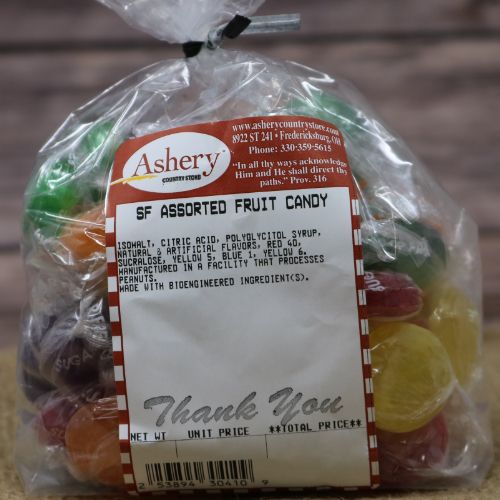 www.asherycountrystore.com
8922 ST 241 • Fredericksburg, OH
Phone: 330-359-5615
"In all thy ways acknowledge
Him and He shall direct thy
paths." Prov. 316
Ashery
COUNTRY STORE
SF ASSORTED FRUIT CANDY
ISOMALT, CITRIC ACID, POLYGLYCITOL SYRUP,
NATURAL & ARTIFICIAL FLAVORS, RED 40,
SUCRALOSE, YELLOW 5, BLUE 1, YELLOW 6.
MANUFACTURED IN A FACILITY THAT PROCESSES
PEANUTS.
MADE WITH BIOENGINEERED INGREDIENT(S).
Thank You
NET WT UNIT PRICE **TOTAL PRICE**
2 53894 30410 9
SUGA